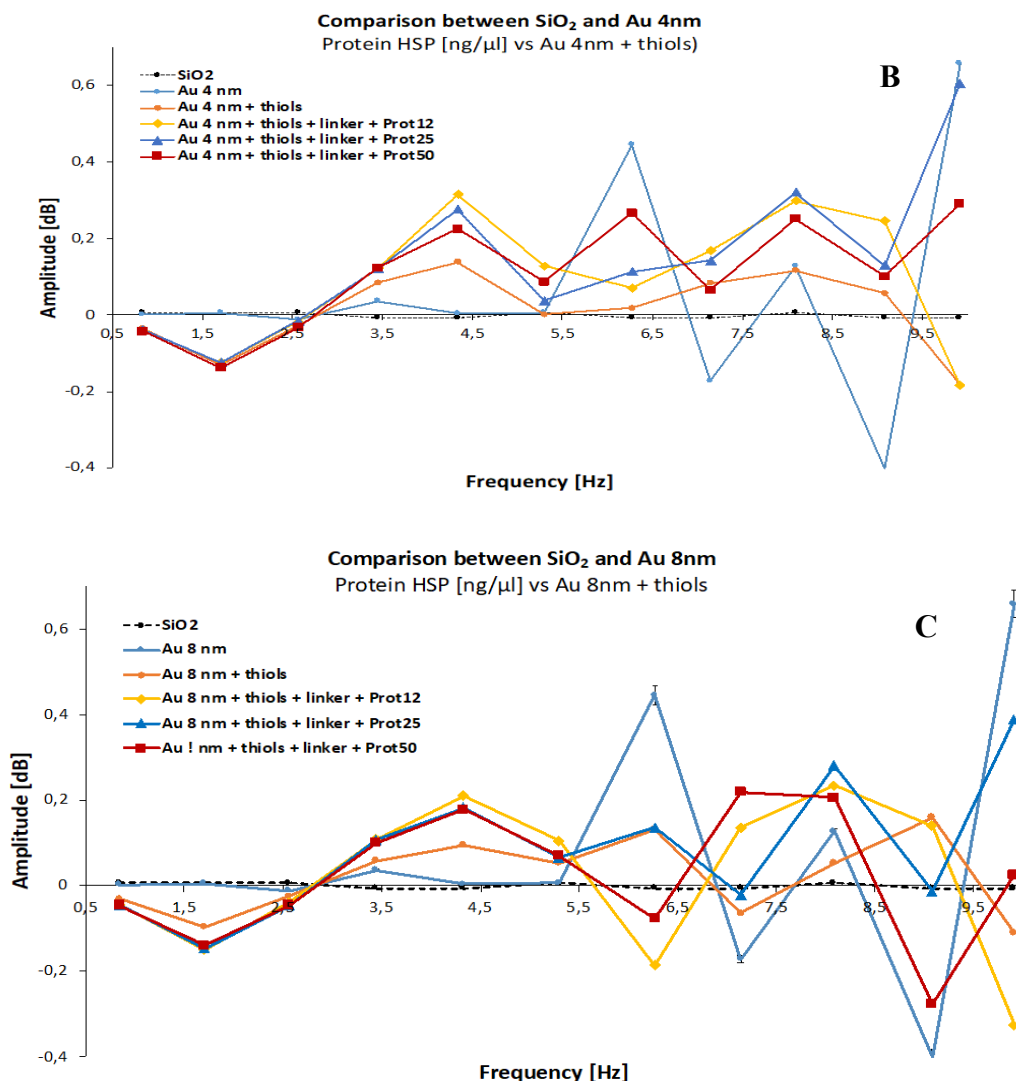 Comparison between SiO₂ and Au 4nm
Protein HSP [ng/µl] vs Au 4nm + thiols)
B
SiO2
Au 4 nm
Au 4 nm + thiols
Au 4 nm + thiols + linker + Prot12
Au 4 nm + thiols + linker + Prot25
Au 4 nm + thiols + linker + Prot50
Amplitude [dB]
0,6
0,4
0,2
0
-0,2
-0,4
0,5 1,5 2,5 3,5 4,5 5,5 6,5 7,5 8,5 9,5
Frequency [Hz]
Comparison between SiO₂ and Au 8nm
Protein HSP [ng/µl] vs Au 8nm + thiols
C
SiO2
Au 8 nm
Au 8 nm + thiols
Au 8 nm + thiols + linker + Prot12
Au 8 nm + thiols + linker + Prot25
Au ! nm + thiols + linker + Prot50
Amplitude [dB]
0,6
0,4
0,2
0
-0,2
-0,4
0,5 1,5 2,5 3,5 4,5 5,5 6,5 7,5 8,5 9,5
Frequency [Hz]